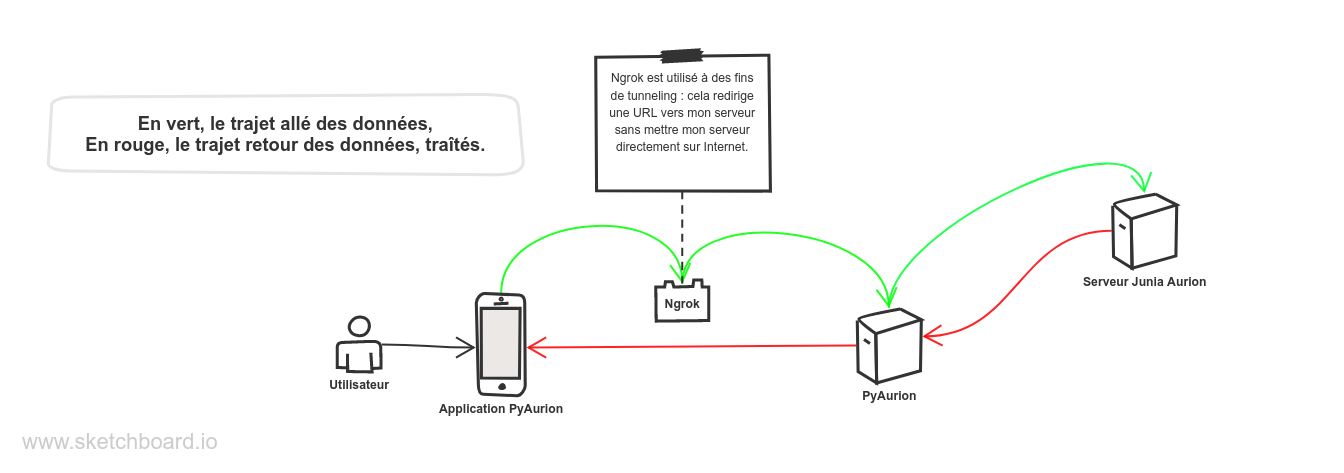 Ngrok est utilisé à des fins
de tunneling : cela redirige
une URL vers mon serveur
sans mettre mon serveur
directement sur Internet.
En vert, le trajet allé des données,
En rouge, le trajet retour des données, traîtés.
Serveur Junia Aurion
Ngrok
Utilisateur
PyAurion
Application PyAurion
www.sketchboard.io